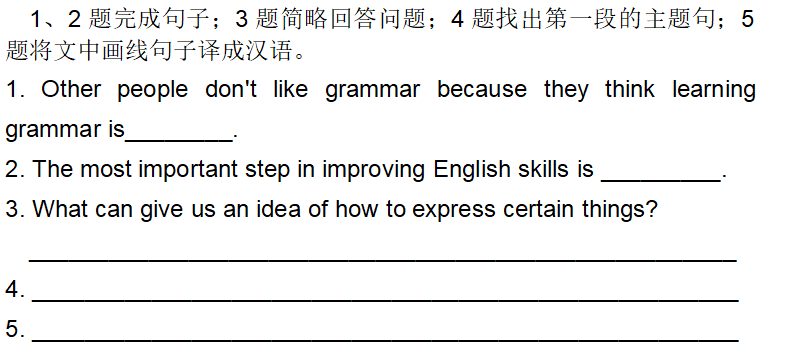 1、2 题完成句子；3 题简略回答问题；4 题找出第一段的主题句；5
题将文中画线句子译成汉语。
1. Other people don't like grammar because they think learning
grammar is________.
2. The most important step in improving English skills is _________.
3. What can give us an idea of how to express certain things?
_____________________________________________________
4. _____________________________________________________
5. _____________________________________________________